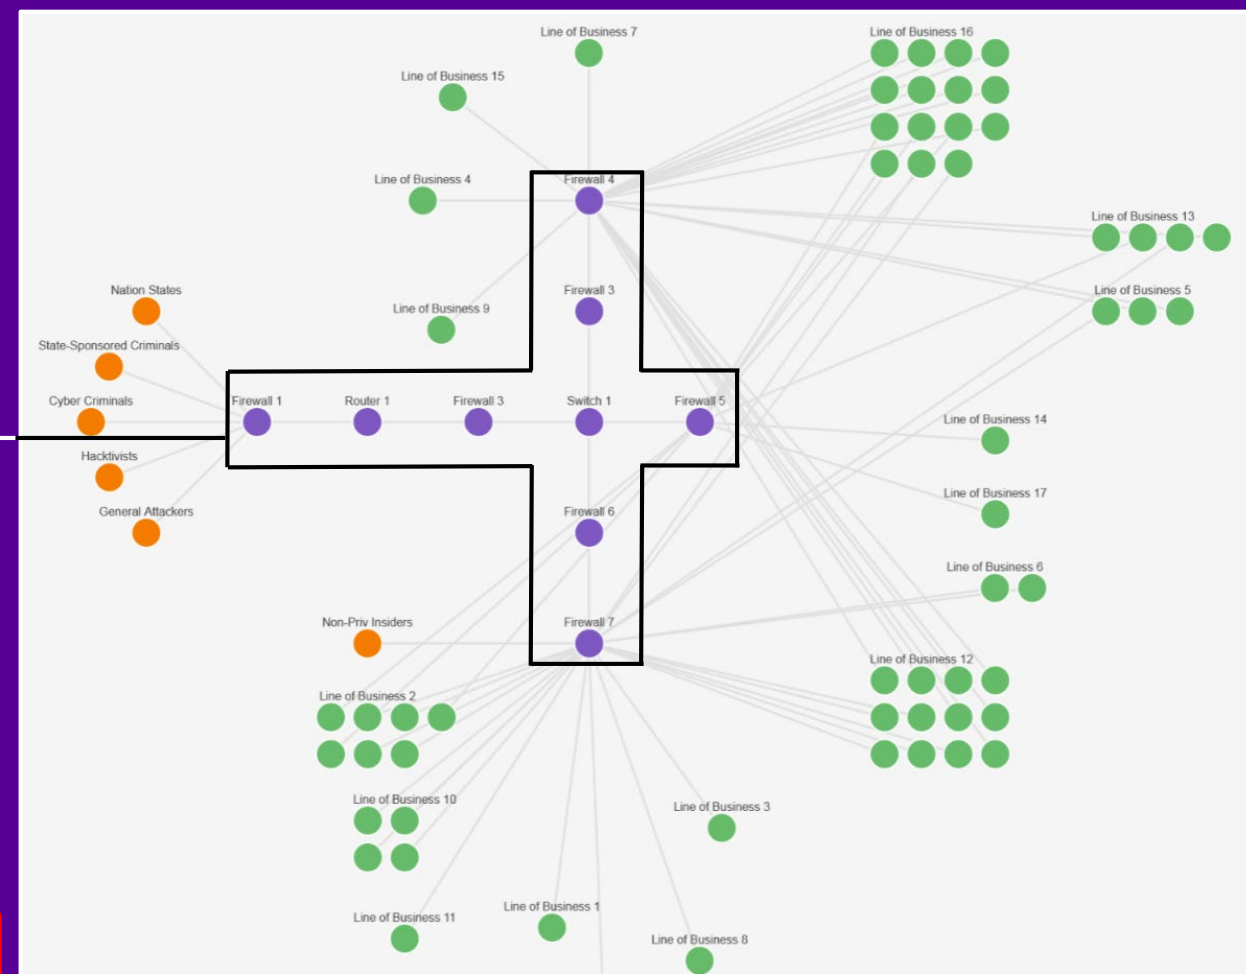 Line of Business 7
Line of Business 16
Line of Business 15
Line of Business 4
Firewall 4
Line of Business 13
Nation States
Line of Business 9
Firewall 3
Line of Business 5
State-Sponsored Criminals
Cyber Criminals
Firewall 1
Router 1
Firewall 3
Switch 1
Firewall 5
Line of Business 14
Hacktivists
General Attackers
Firewall 6
Line of Business 17
Line of Business 6
Non-Priv Insiders
Firewall 7
Line of Business 12
Line of Business 2
Line of Business 10
Line of Business 3
Line of Business 11
Line of Business 1
Line of Business 8